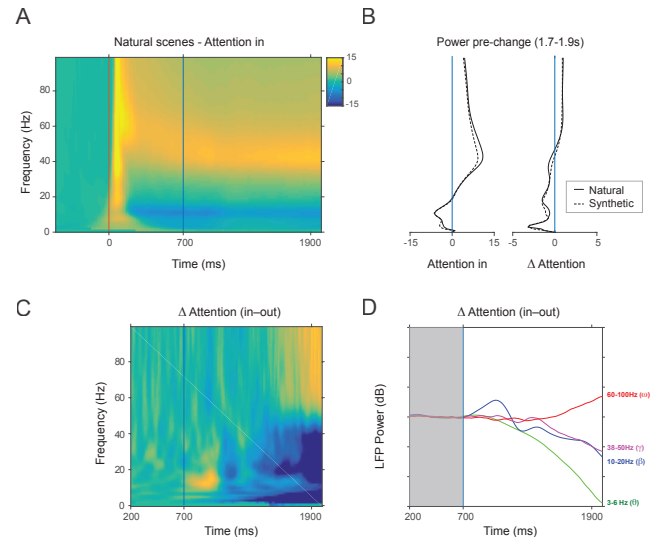 A
Natural scenes - Attention in
Frequency (Hz)
80
60
40
20
0
0
700
1900
Time (ms)
15
0
-15
B
Power pre-change (1.7-1.9s)
Natural
Synthetic
-15
0
15
-5
0
5
Attention in
Δ Attention
C
Δ Attention (in–out)
Frequency (Hz)
80
60
40
20
0
200
700
1900
Time (ms)
D
Δ Attention (in–out)
LFP Power (dB)
60-100Hz (ω)
38-50Hz (γ)
10-20Hz (β)
3-6 Hz (θ)
200
700
1900
Time (ms)